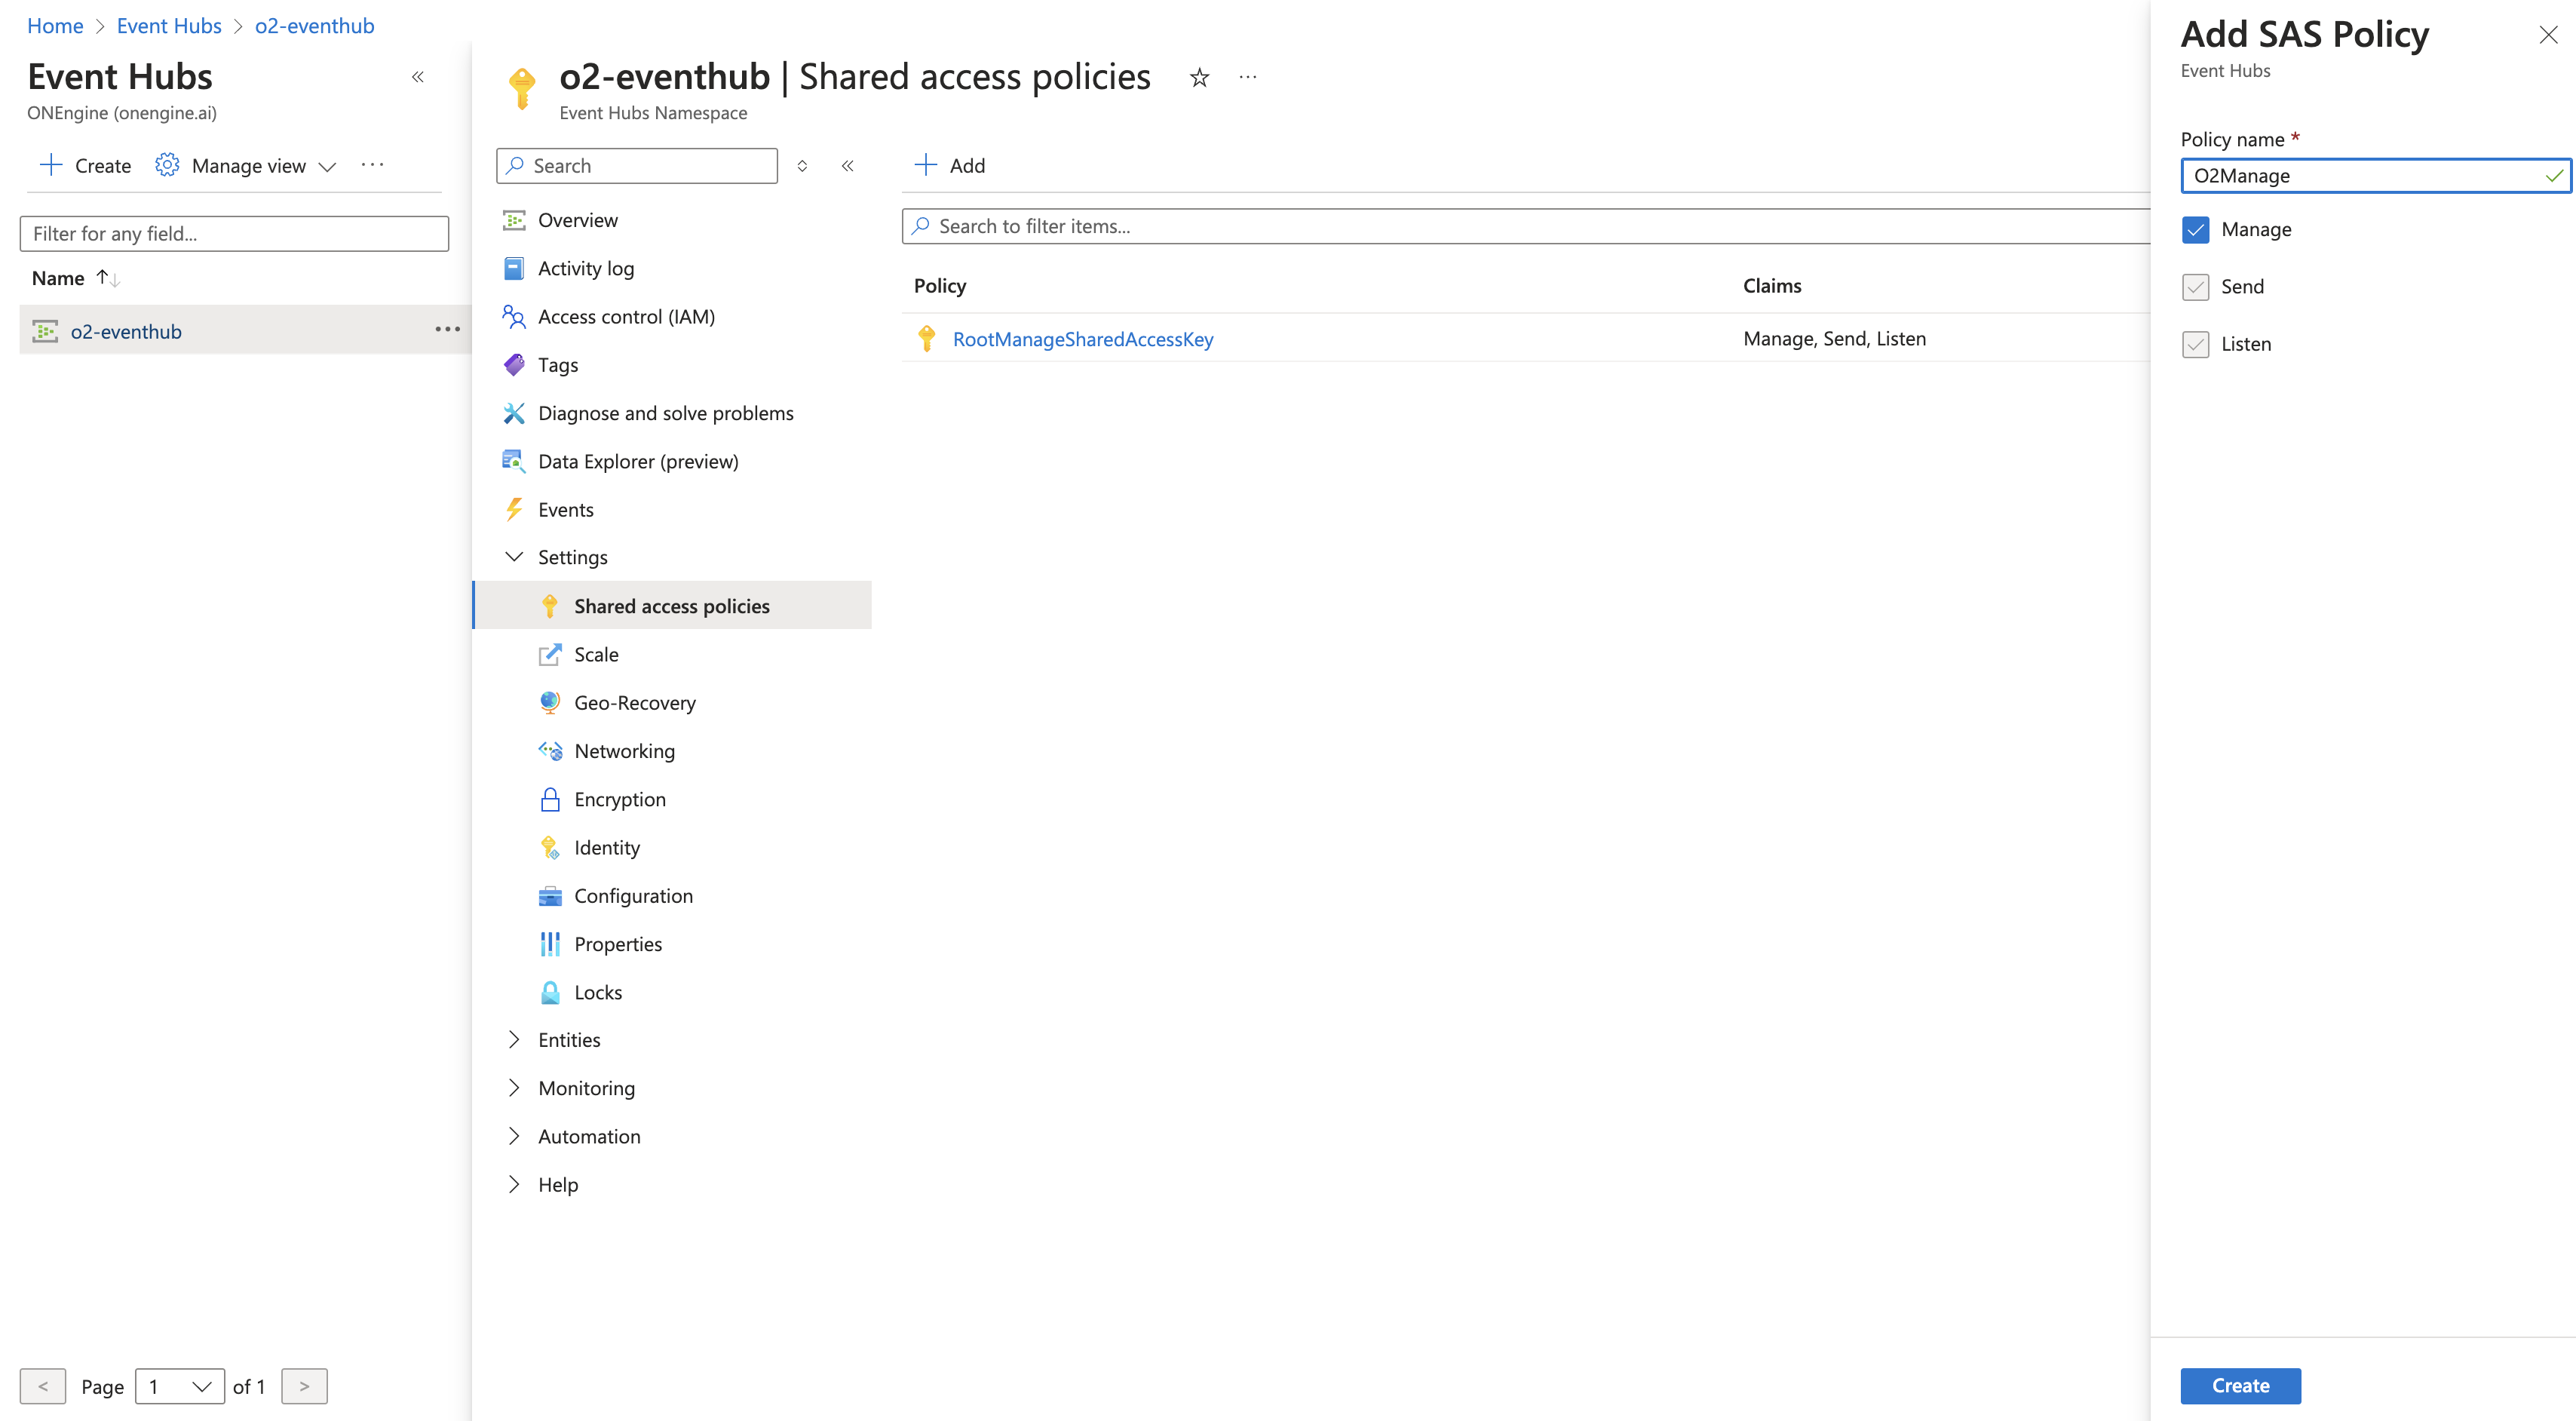 Home > Event Hubs > o2-eventhub
Event Hubs
ONEngine (onengine.ai)
Create
Manage view
Filter for any field...
Name
o2-eventhub
< Page 1 of 1 >
o2-eventhub | Shared access policies
Event Hubs Namespace
Search
Overview
Activity log
Access control (IAM)
Tags
Diagnose and solve problems
Data Explorer (preview)
Events
Settings
Shared access policies
Scale
Geo-Recovery
Networking
Encryption
Identity
Configuration
Properties
Locks
Entities
Monitoring
Automation
Help
Add
Search to filter items...
Policy Claims
RootManageSharedAccessKey Manage, Send, Listen
Add SAS Policy
Event Hubs
Policy name *
O2Manage
Manage
Send
Listen
Create